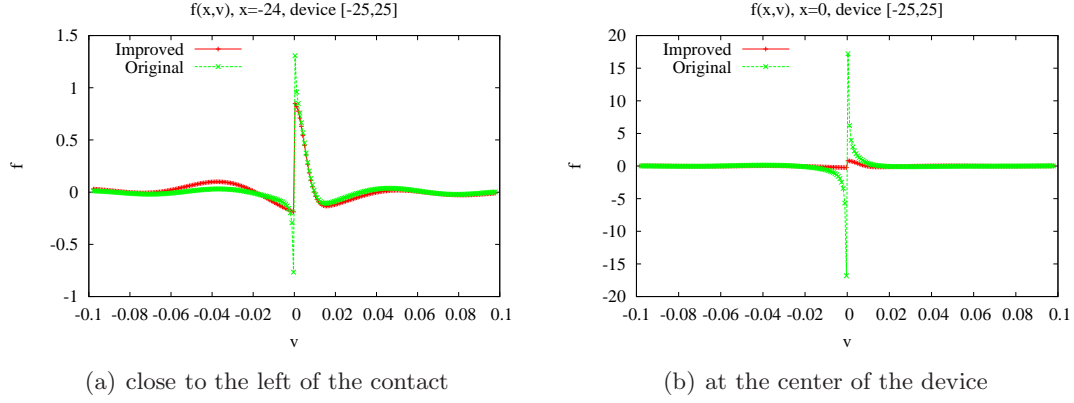 f(x,v), x=-24, device [-25,25]
Improved
Original
1.5
1
0.5
0
-0.5
-1
f
-0.1 -0.08 -0.06 -0.04 -0.02 0 0.02 0.04 0.06 0.08 0.1
v
(a) close to the left of the contact
f(x,v), x=0, device [-25,25]
Improved
Original
20
15
10
5
0
-5
-10
-15
-20
f
-0.1 -0.08 -0.06 -0.04 -0.02 0 0.02 0.04 0.06 0.08 0.1
v
(b) at the center of the device